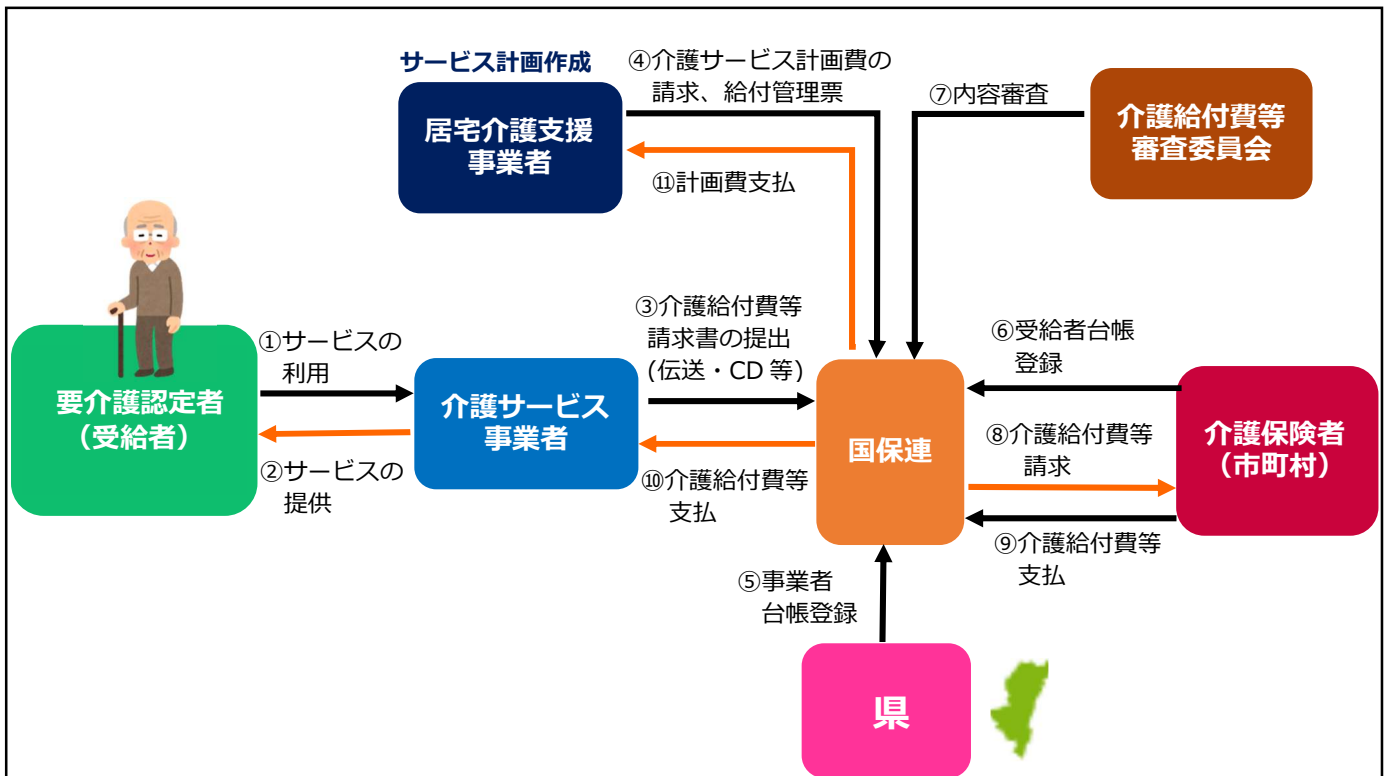 サービス計画作成
居宅介護支援
事業者
④介護サービス計画費の
請求、給付管理票
⑦内容審査
介護給付費等
審査委員会
⑪計画費支払
①サービスの
利用
要介護認定者
（受給者）
②サービスの
提供
介護サービス
事業者
③介護給付費等
請求書の提出
(伝送・CD 等)
⑩介護給付費等
支払
国保連
⑥受給者台帳
登録
⑧介護給付費等
請求
介護保険者
（市町村）
⑨介護給付費等
支払
⑤事業者
台帳登録
県